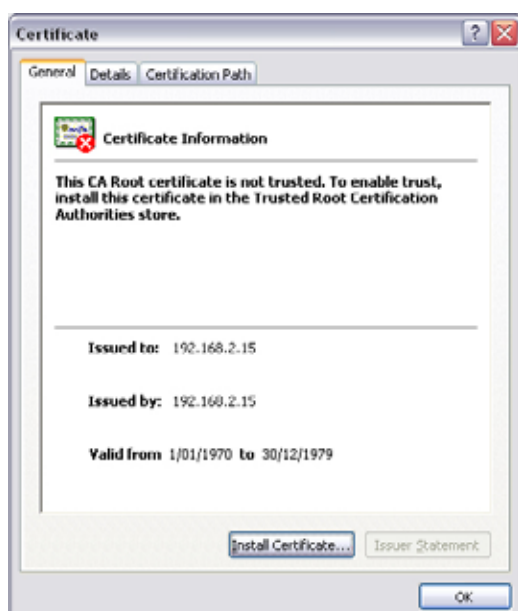 Certificate
General Details Certification Path
Certificate Information
This CA Root certificate is not trusted. To enable trust,
install this certificate in the Trusted Root Certification
Authorities store.
Issued to: 192.168.2.15
Issued by: 192.168.2.15
Valid from 1/01/1970 to 30/12/1979
Install Certificate... Issuer Statement
OK